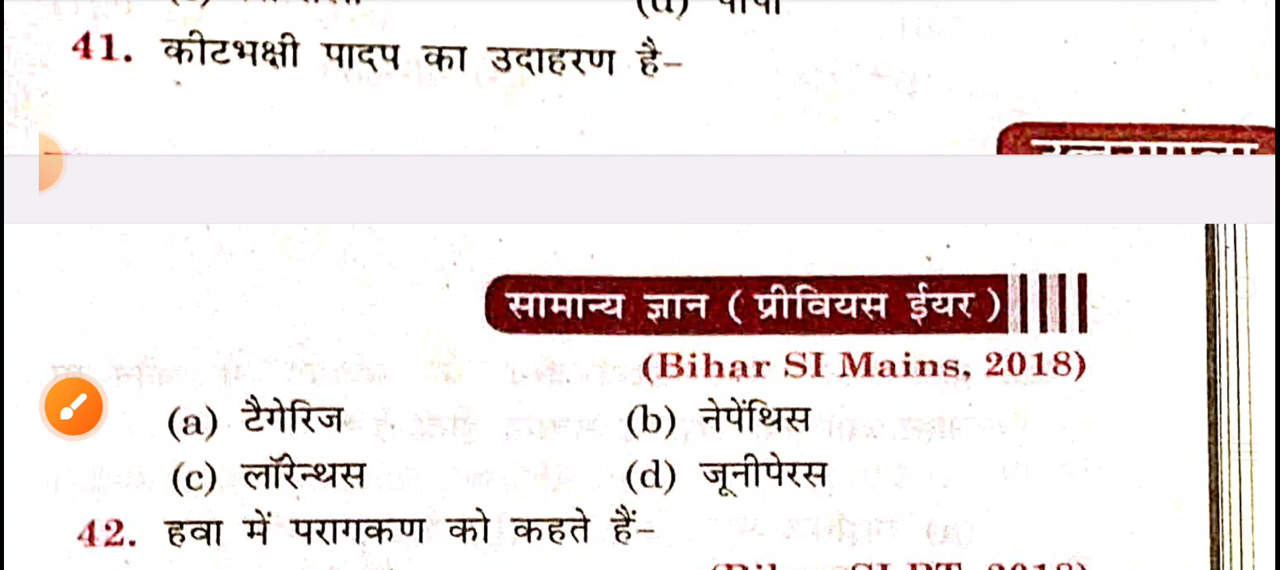 41. कीटभक्षी पादप का उदाहरण है–
सामान्य ज्ञान ( प्रीवियस ईयर )
(Bihar SI Mains, 2018)
(a) टैगेरिज (b) नेपेंथिस
(c) लॉरेन्थस (d) जूनीपेरस
42. हवा में परागकण को कहते हैं–